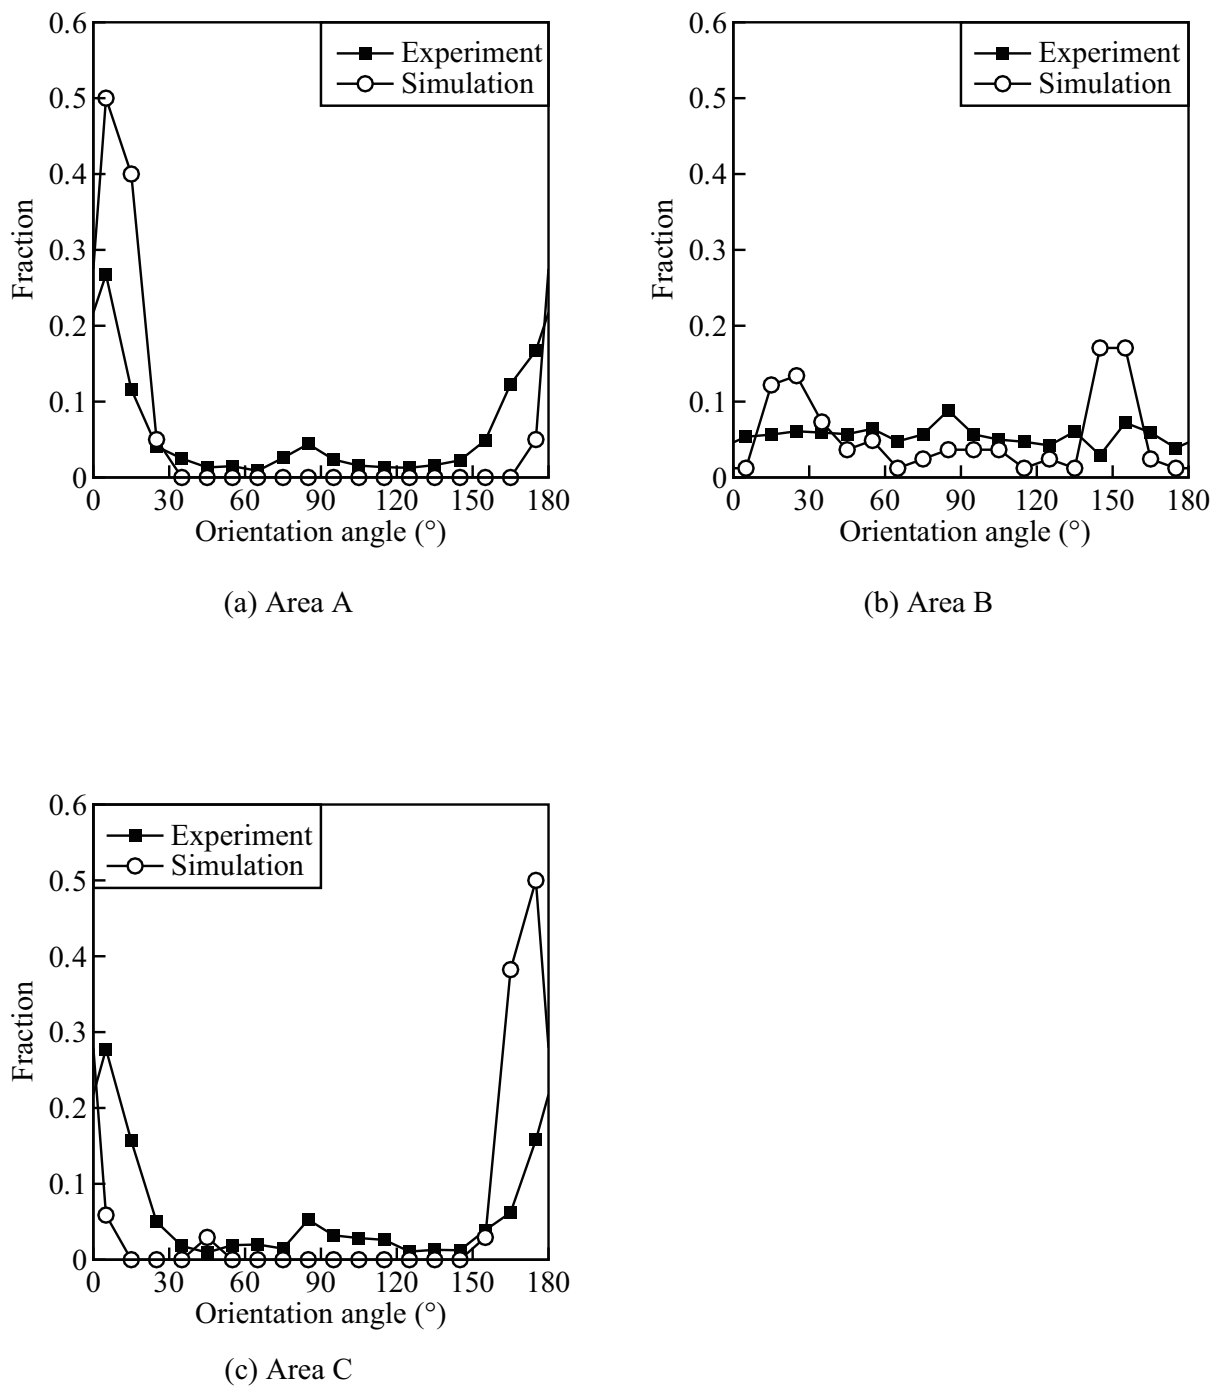 0.6
0.5
0.4
0.3
0.2
0.1
0
Fraction
Experiment
Simulation
0 30 60 90 120 150 180
Orientation angle (°)
(a) Area A
0.6
0.5
0.4
0.3
0.2
0.1
0
Fraction
Experiment
Simulation
0 30 60 90 120 150 180
Orientation angle (°)
(b) Area B
0.6
0.5
0.4
0.3
0.2
0.1
0
Fraction
Experiment
Simulation
0 30 60 90 120 150 180
Orientation angle (°)
(c) Area C